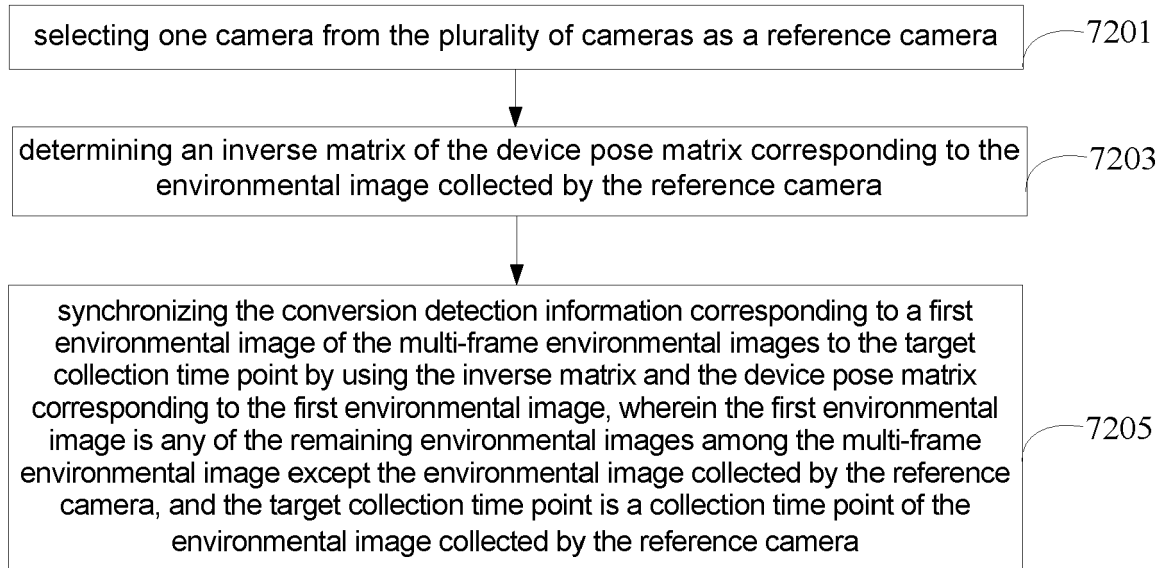 selecting one camera from the plurality of cameras as a reference camera
7201
determining an inverse matrix of the device pose matrix corresponding to the
environmental image collected by the reference camera
7203
synchronizing the conversion detection information corresponding to a first
environmental image of the multi-frame environmental images to the target
collection time point by using the inverse matrix and the device pose matrix
corresponding to the first environmental image, wherein the first environmental
image is any of the remaining environmental images among the multi-frame
environmental image except the environmental image collected by the reference
camera, and the target collection time point is a collection time point of the
environmental image collected by the reference camera
7205